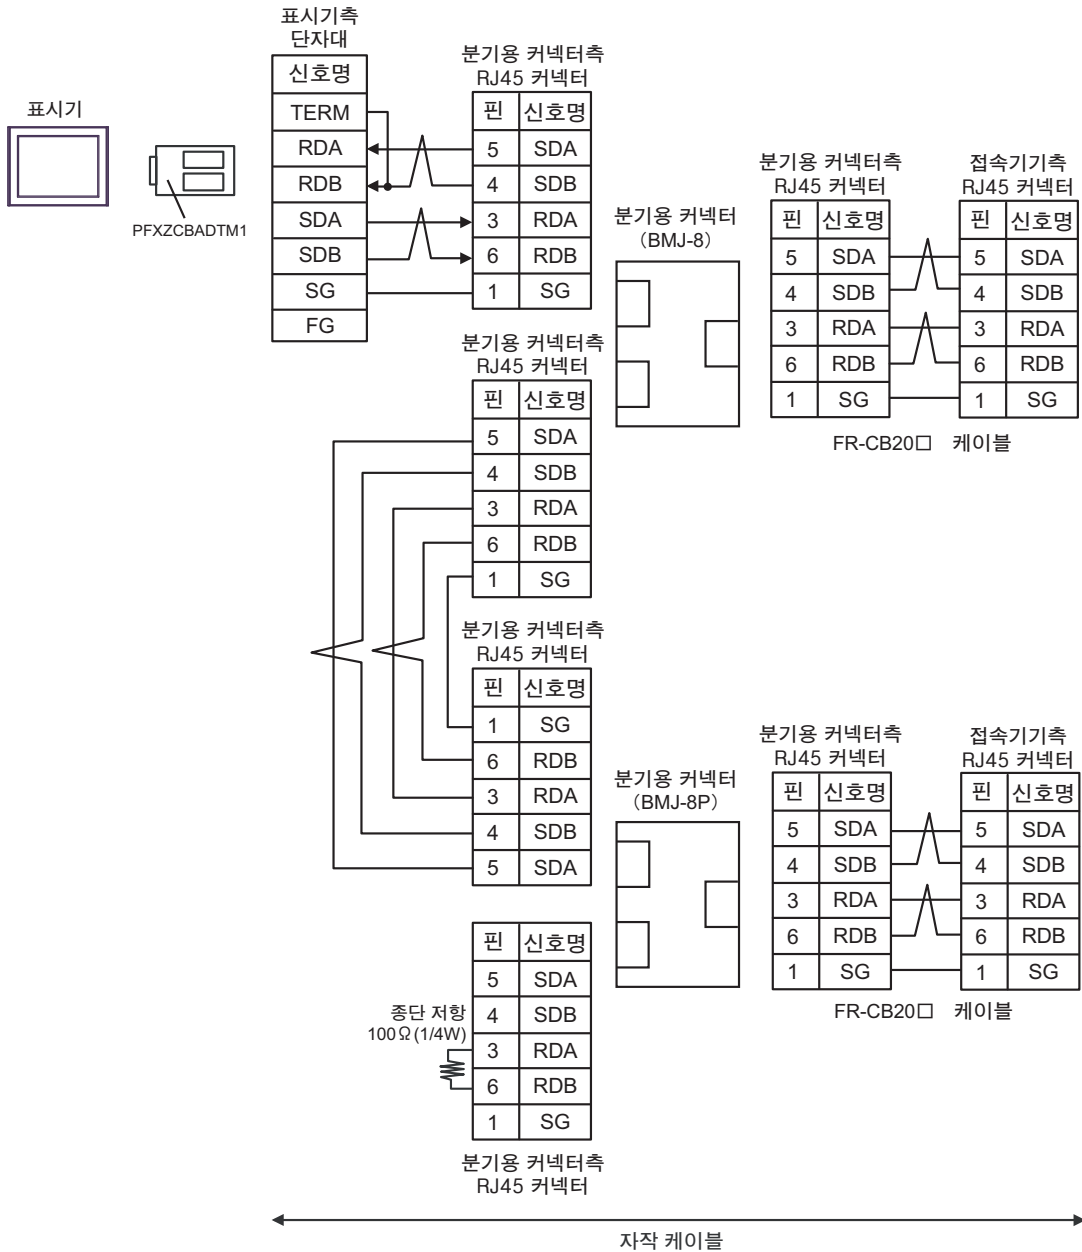 표시기
PFXZCBADTM1
표시기측
단자대
신호명
TERM
RDA
RDB
SDA
SDB
SG
FG
분기용 커넥터측
RJ45 커넥터
핀 신호명
5 SDA
4 SDB
3 RDA
6 RDB
1 SG
분기용 커넥터
(BMJ-8)
분기용 커넥터측
RJ45 커넥터
핀 신호명
5 SDA
4 SDB
3 RDA
6 RDB
1 SG
접속기기측
RJ45 커넥터
핀 신호명
5 SDA
4 SDB
3 RDA
6 RDB
1 SG
FR-CB20□ 케이블
분기용 커넥터측
RJ45 커넥터
핀 신호명
5 SDA
4 SDB
3 RDA
6 RDB
1 SG
분기용 커넥터측
RJ45 커넥터
핀 신호명
1 SG
6 RDB
3 RDA
4 SDB
5 SDA
분기용 커넥터
(BMJ-8P)
분기용 커넥터측
RJ45 커넥터
핀 신호명
5 SDA
4 SDB
3 RDA
6 RDB
1 SG
접속기기측
RJ45 커넥터
핀 신호명
5 SDA
4 SDB
3 RDA
6 RDB
1 SG
FR-CB20□ 케이블
종단 저항
100Ω(1/4W)
핀 신호명
5 SDA
4 SDB
3 RDA
6 RDB
1 SG
분기용 커넥터측
RJ45 커넥터
자작 케이블